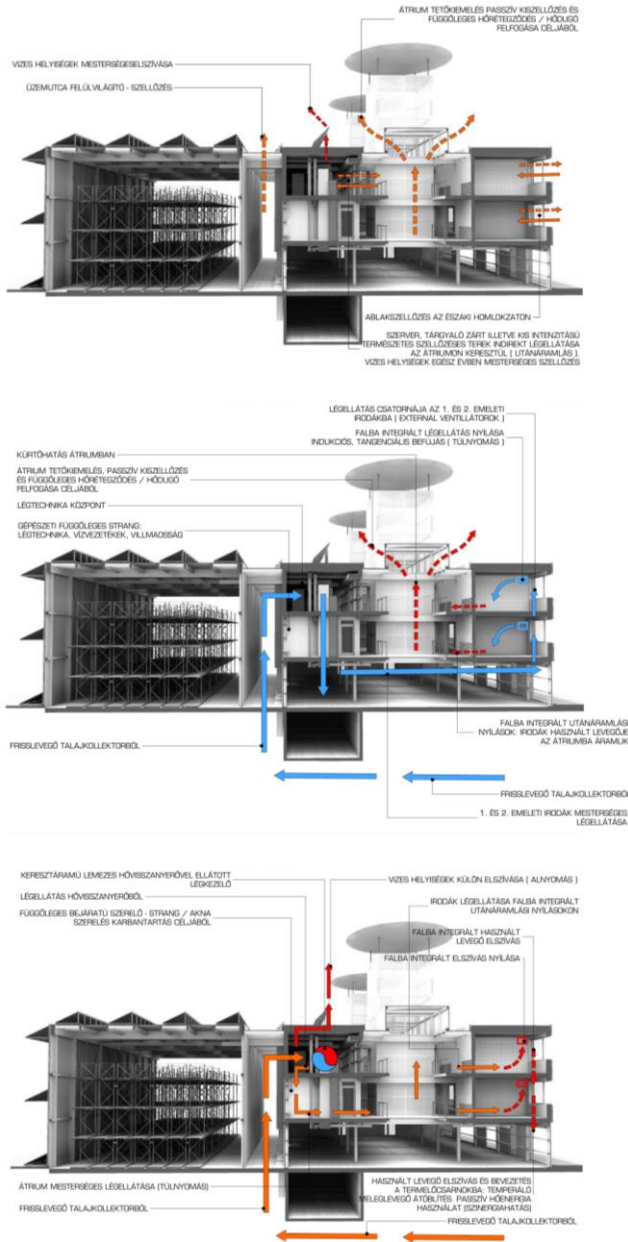 ÁTRIUM TETŐKIEMELÉS PASSZÍV KISZELLŐZÉS ÉS
FÜGGŐLEGES HŐRÉTEGZŐDÉS / HŐDUGÓ
FELFOGÁSA CÉLJÁBÓL
VIZES HELYISÉGEK MESTERSÉGESELSZÍVÁSA
ÜZEMUTCA FELÜLVILÁGÍTÓ - SZELLŐZÉS
ABLAKSZELLŐZÉS AZ ÉSZAKI HOMLOKZATON
SZERVER, TÁRGYALÓ ZÁRT ILLETVE KIS INTENZITÁSÚ
TERMÉSZETES SZELLŐZÉSES TEREK INDIREKT LÉGELLÁTÁSA
AZ ÁTRIUMON KERESZTÜL ( UTÁNÁRAMLÁS ).
VIZES HELYSÉGEK EGÉSZ ÉVBEN MESTERSÉGES SZELLŐZÉS
LÉGELLÁTÁS CSATORNÁJA AZ 1. ÉS 2. EMELETI
IRODÁKBA ( EXTERNAL VENTILLÁTOROK )
FALBA INTEGRÁLT LÉGELLÁTÁS NYÍLÁSA
INDUKCIÓS, TANGENCIÁLIS BEFÚJÁS ( TÚLNYOMÁS )
KÜRTŐHATÁS ÁTRIUMBAN
ÁTRIUM TETŐKIEMELÉS, PASSZÍV KISZELLŐZÉS
ÉS FÜGGŐLEGES HŐRÉTEGZŐDÉS / HŐDUGÓ
FELFOGÁSA CÉLJÁBÓL
LÉGTECHNIKA KÖZPONT
GÉPÉSZETI FÜGGŐLEGES STRANG:
LÉGTECHNIKA, VÍZVEZETÉKEK, VILLMAOSSÁG
FALBA INTEGRÁLT UTÁNÁRAMLÁSI
NYÍLÁSOK: IRODÁK HASZNÁLT LEVEGŐJE
AZ ÁTRIUMBA ÁRAMLIK
FRISSLEVEGŐ TALAJKOLLEKTORBÓL
FRISSLEVEGŐ TALAJKOLLEKTORBÓL
1. ÉS 2. EMELETI IRODÁK MESTERSÉGES
LÉGELLÁTÁSA
KERESZTÁRAMÚ LEMEZES HŐVISSZANYERŐVEL ELLÁTOTT
LÉGKEZELŐ
VIZES HELYISÉGEK KÜLÖN ELSZÍVÁSA ( ALNYOMÁS )
LÉGELLÁTÁS HŐVISSZANYERŐBŐL
IRODÁK LÉGELLÁTÁSA FALBA INTEGRÁLT
UTÁNÁRAMLÁSI NYÍLÁSOKON
FÜGGŐLEGES BEJÁRATÚ SZERELŐ - STRANG / AKNA
SZERELÉS KARBANTARTÁS CÉLJÁBÓL
FALBA INTEGRÁLT HASZNÁLT
LEVEGŐ ELSZÍVÁS
FALBA INTEGRÁLT ELSZÍVÁS NYÍLÁSA
ÁTRIUM MESTERSÉGES LÉGELLÁTÁSA (TÚLNYOMÁS)
FRISSLEVEGŐ TALAJKOLLEKTORBÓL
HASZNÁLT LEVEGŐ ELSZÍVÁS ÉS BEVEZETÉS
A TERMELŐCSARNOKBA: TEMPERÁLÓ
MELEGLEVEGŐ ÁTÖBLÍTÉS. PASSZÍV HŐENERGIA
HASZNÁLAT (SZINERGIAHATÁS)
FRISSLEVEGŐ TALAJKOLLEKTORBÓL